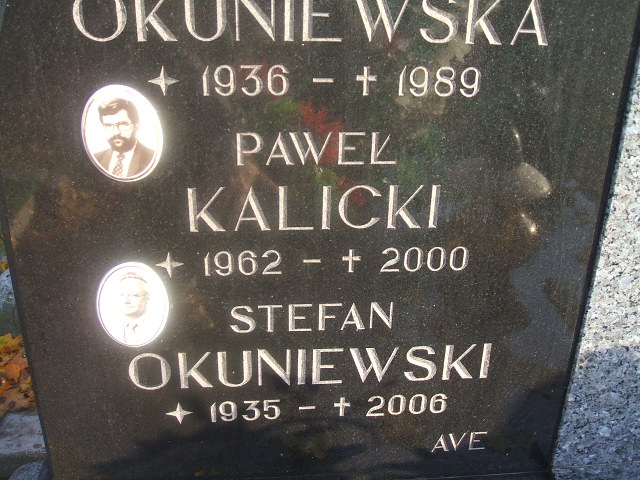 OKUNIEWSKA
✦ 1936 – ✝ 1989
PAWEŁ
KALICKI
✦ 1962 – ✝ 2000
STEFAN
OKUNIEWSKI
✦ 1935 – ✝ 2006
AVE